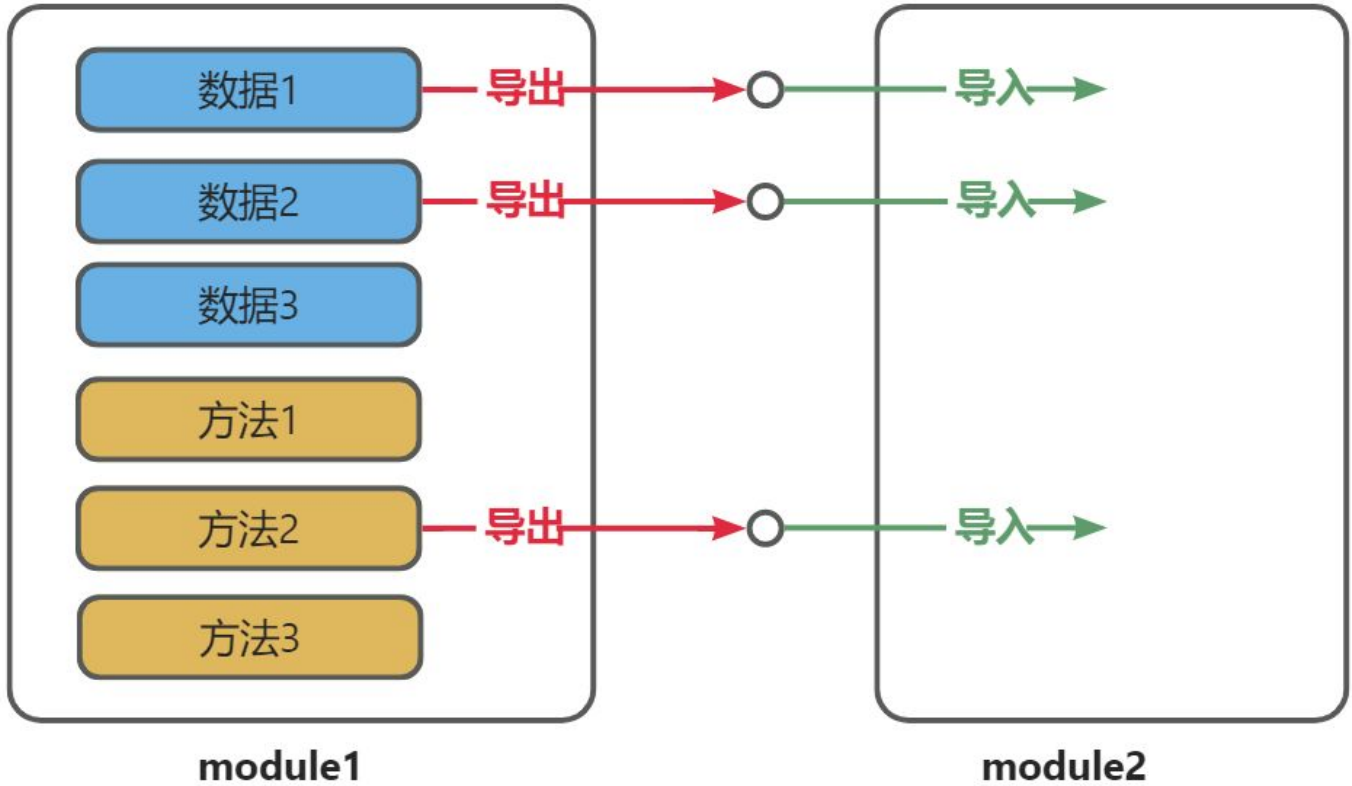 数据1 导出 导入
数据2 导出 导入
数据3
方法1
方法2 导出 导入
方法3
module1 module2